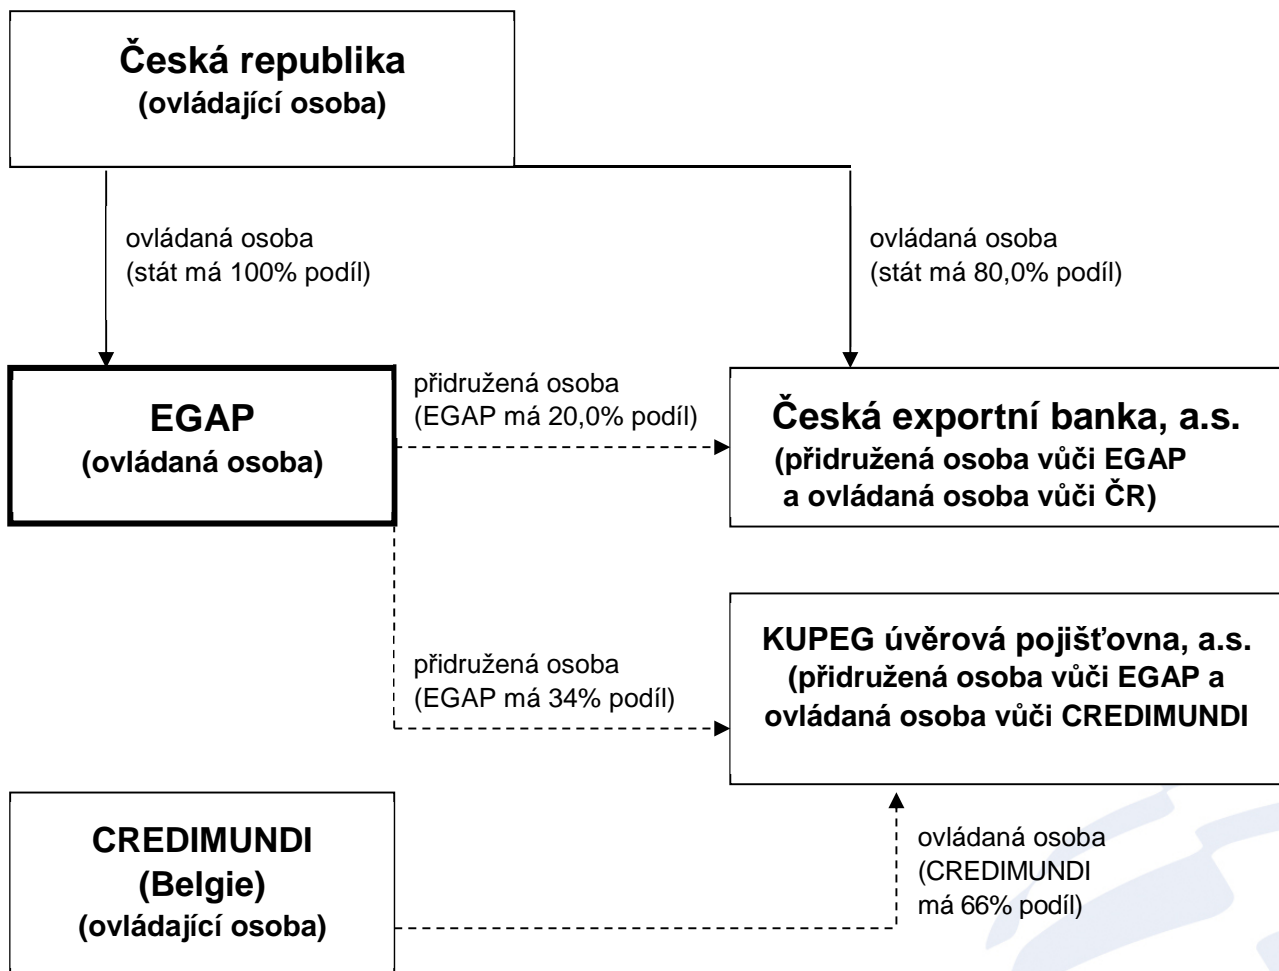 Česká republika
(ovládající osoba)
ovládaná osoba
(stát má 100% podíl)
ovládaná osoba
(stát má 80,0% podíl)
EGAP
(ovládaná osoba)
přidružená osoba
(EGAP má 20,0% podíl)
Česká exportní banka, a.s.
(přidružená osoba vůči EGAP
a ovládaná osoba vůči ČR)
přidružená osoba
(EGAP má 34% podíl)
KUPEG úvěrová pojišťovna, a.s.
(přidružená osoba vůči EGAP a
ovládaná osoba vůči CREDIMUNDI
CREDIMUNDI
(Belgie)
(ovládající osoba)
ovládaná osoba
(CREDIMUNDI
má 66% podíl)